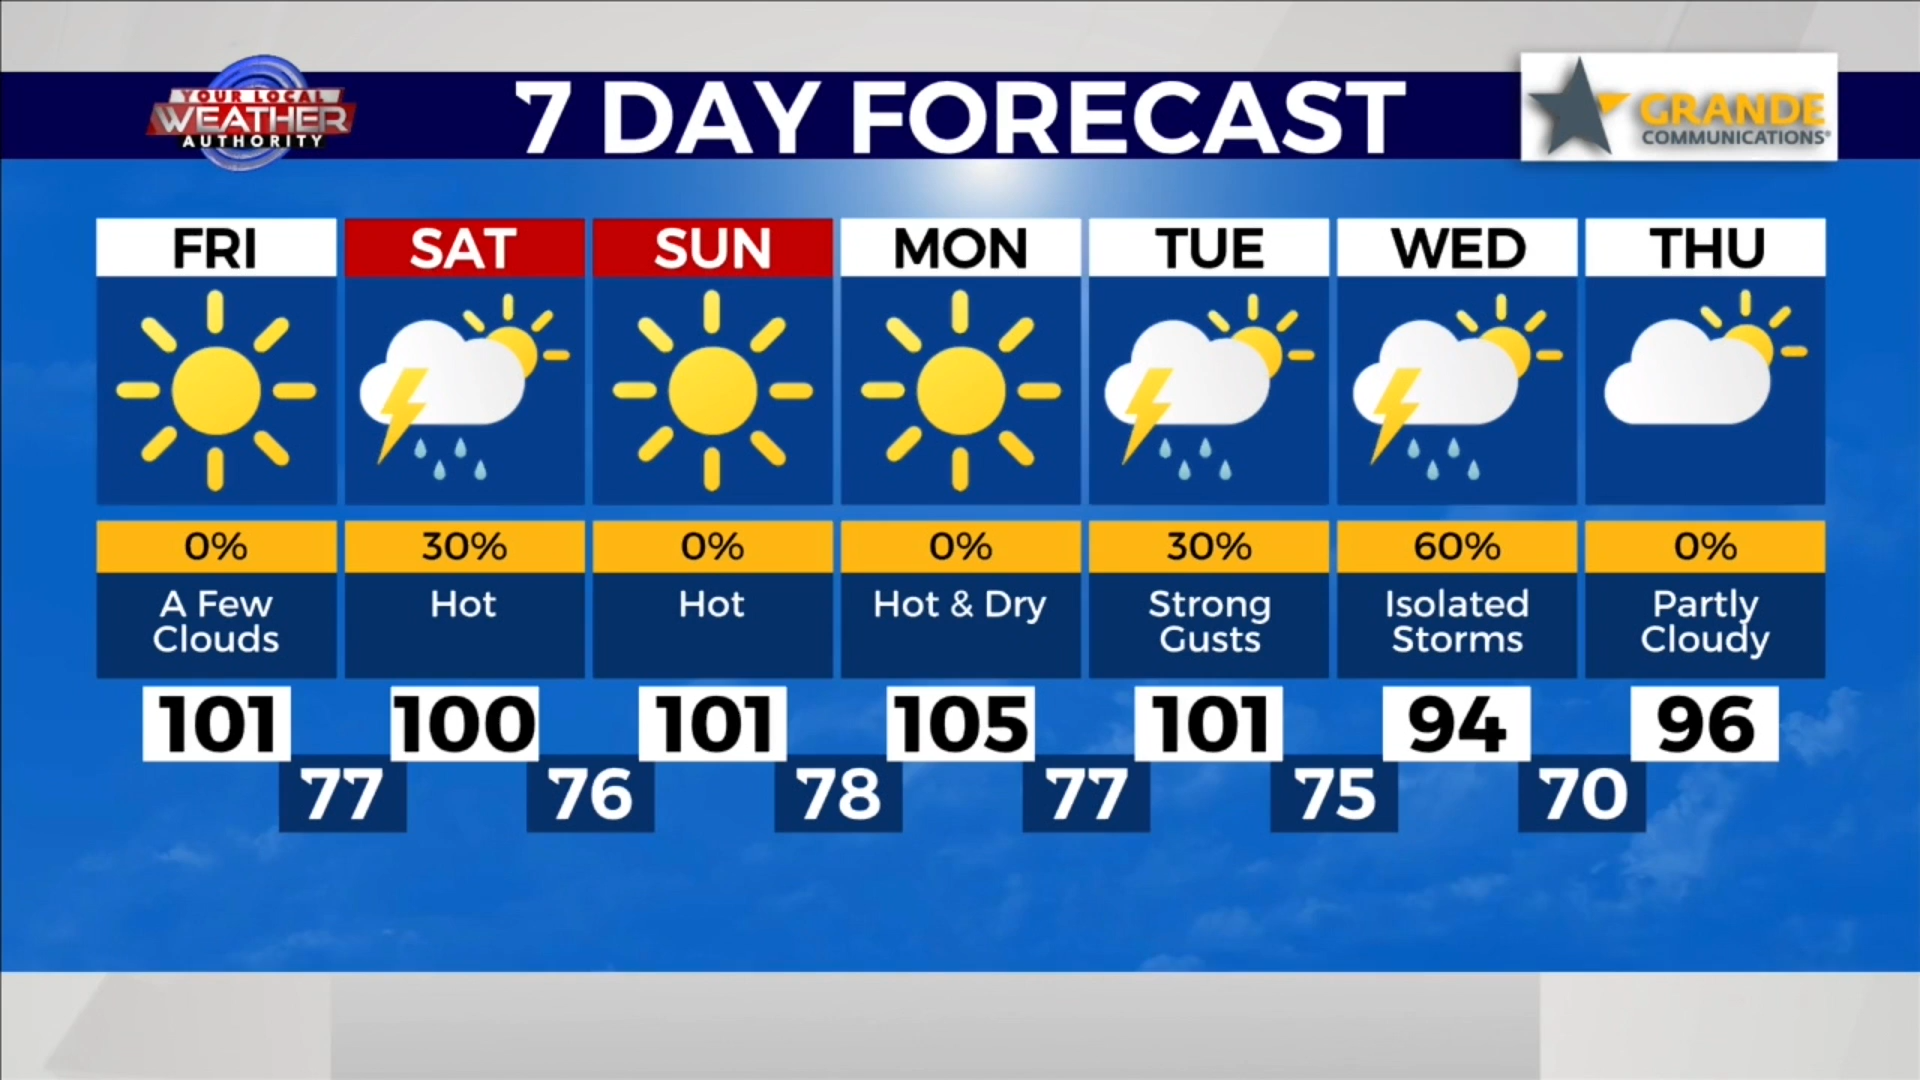 YOUR LOCAL
WEATHER
AUTHORITY
7 DAY FORECAST
GRANDE
COMMUNICATIONS®
FRI SAT SUN MON TUE WED THU
0% 30% 0% 0% 30% 60% 0%
A Few
Clouds
Hot
Hot
Hot & Dry
Strong
Gusts
Isolated
Storms
Partly
Cloudy
101 100 101 105 101 94 96
77 76 78 77 75 70